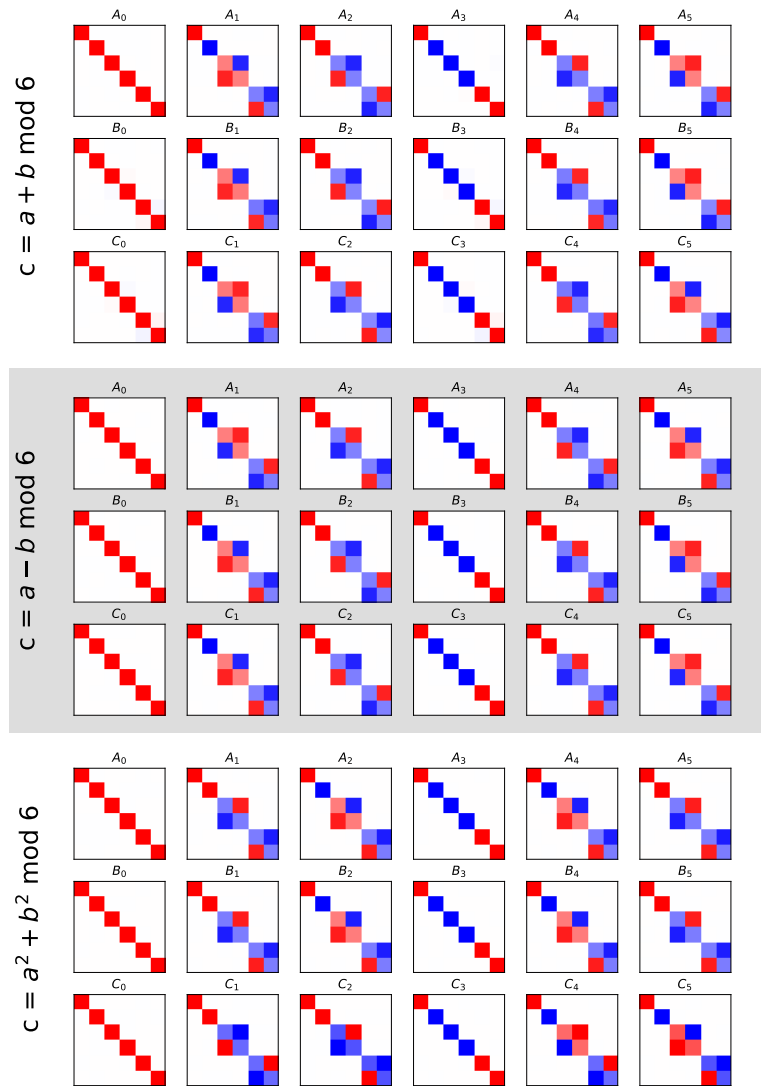 c = a + b mod 6
A₀ A₁ A₂ A₃ A₄ A₅
B₀ B₁ B₂ B₃ B₄ B₅
C₀ C₁ C₂ C₃ C₄ C₅
c = a − b mod 6
A₀ A₁ A₂ A₃ A₄ A₅
B₀ B₁ B₂ B₃ B₄ B₅
C₀ C₁ C₂ C₃ C₄ C₅
c = a² + b² mod 6
A₀ A₁ A₂ A₃ A₄ A₅
B₀ B₁ B₂ B₃ B₄ B₅
C₀ C₁ C₂ C₃ C₄ C₅